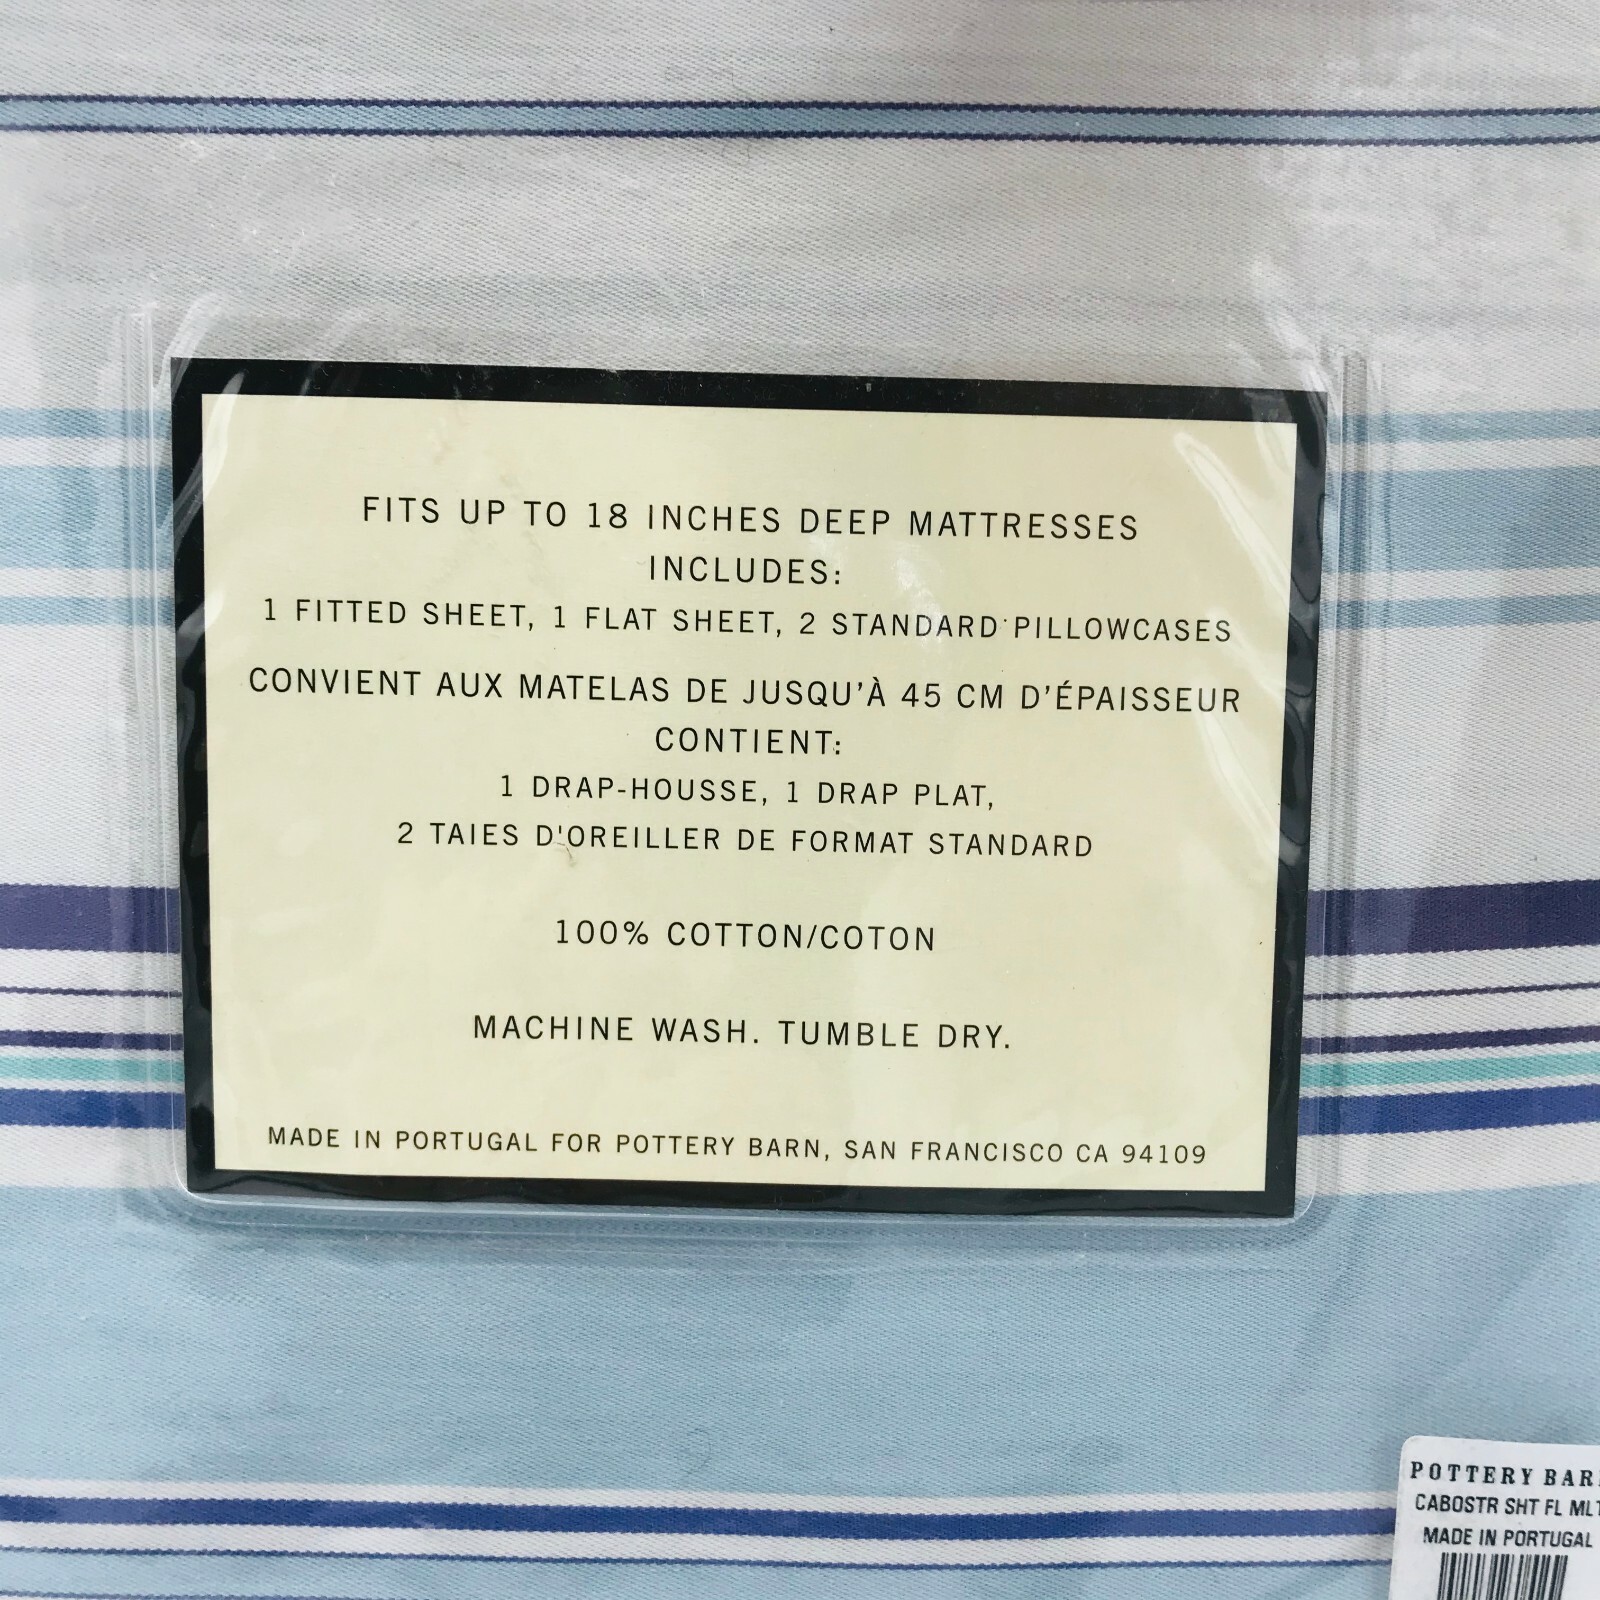 FITS UP TO 18 INCHES DEEP MATTRESSES
INCLUDES:
1 FITTED SHEET, 1 FLAT SHEET, 2 STANDARD PILLOWCASES
CONVIENT AUX MATELAS DE JUSQU'À 45 CM D'ÉPAISSEUR
CONTIENT:
1 DRAP-HOUSSE, 1 DRAP PLAT,
2 TAIES D'OREILLER DE FORMAT STANDARD
100% COTTON/COTON
MACHINE WASH. TUMBLE DRY.
MADE IN PORTUGAL FOR POTTERY BARN, SAN FRANCISCO CA 94109
POTTERY BAR
CABOSTR SHT FL MLT
MADE IN PORTUGAL